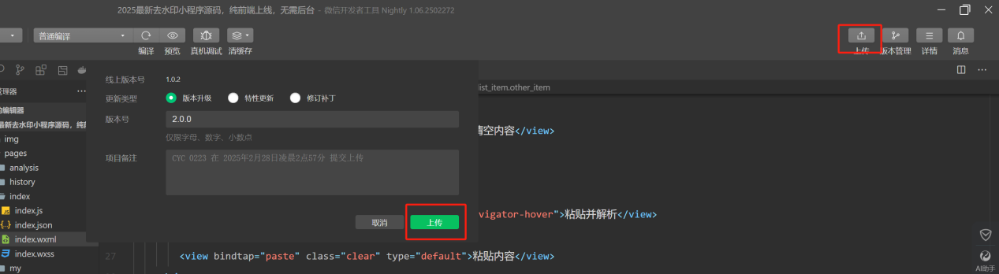 2025最新去水印小程序源码，纯前端上线，无需后台 - 微信开发者工具 Nightly 1.06.2502272
普通编译
编译 预览 真机调试 清缓存
上传 版本管理 详情 消息
线上版本号 1.0.2
list_item.other_item
更新类型 版本升级 特性更新 修订补丁
版本号 2.0.0
仅限字母、数字、小数点
项目备注 CYC 0223 在 2025年2月28日凌晨2点57分 提交上传
取消 上传
管理器
编辑器
最新去水印小程序源码，纯前
img
pages
analysis
history
index
index.js
index.json
index.wxml
index.wxss
my
清空内容</view>
vigator-hover">粘贴并解析</view>
27 <view bindtap="paste" class="clear" type="default">粘贴内容</view>
AI助手